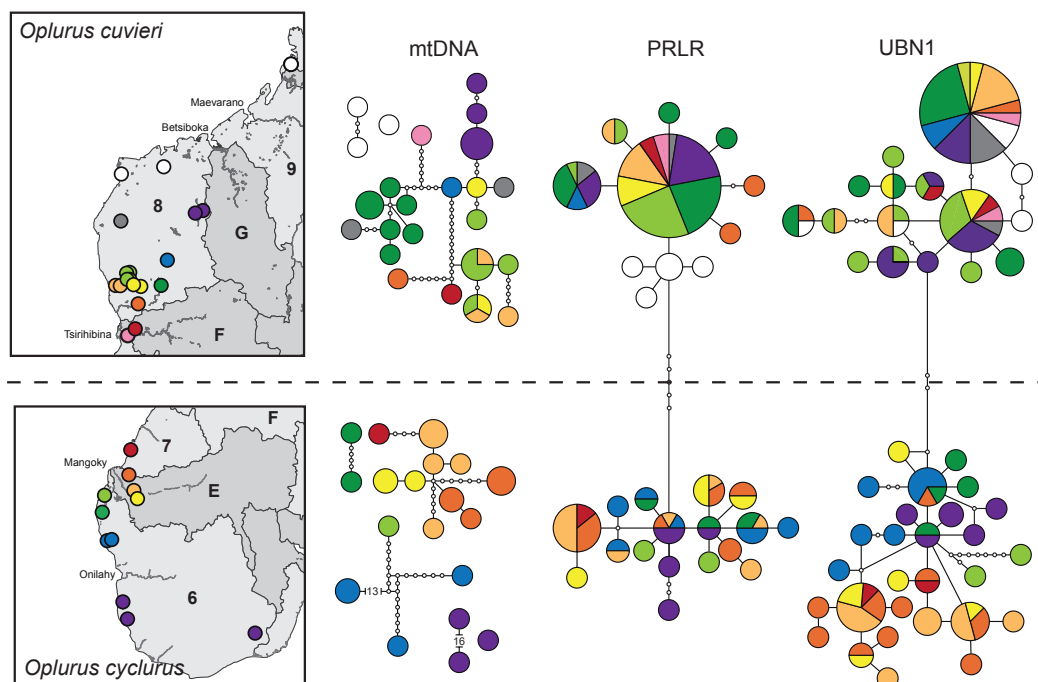 Oplurus cuvieri
mtDNA
PRLR
UBN1
Maevarano
Betsiboka
9
8
G
Tsirihibina
F
F
7
Mangoky
E
Onilahy
6
13
16
Oplurus cyclurus